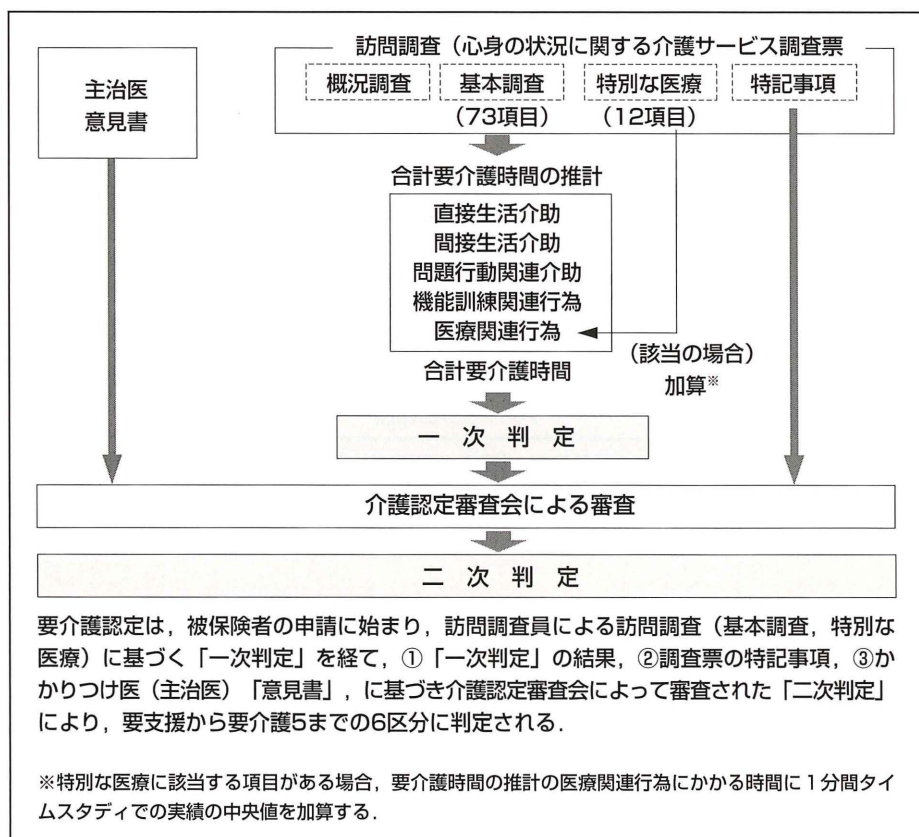 訪問調査（心身の状況に関する介護サービス調査票
主治医
意見書
概況調査
基本調査
特別な医療
特記事項
（73項目）
（12項目）
合計要介護時間の推計
直接生活介助
間接生活介助
問題行動関連介助
機能訓練関連行為
医療関連行為
（該当の場合）
加算※
合計要介護時間
一 次 判 定
介護認定審査会による審査
二 次 判 定
要介護認定は，被保険者の申請に始まり，訪問調査員による訪問調査（基本調査，特別な
医療）に基づく「一次判定」を経て，①「一次判定」の結果，②調査票の特記事項，③か
かりつけ医（主治医）「意見書」，に基づき介護認定審査会によって審査された「二次判定」
により，要支援から要介護5までの6区分に判定される．
※特別な医療に該当する項目がある場合，要介護時間の推計の医療関連行為にかかる時間に1分間タイ
ムスタディでの実績の中央値を加算する．